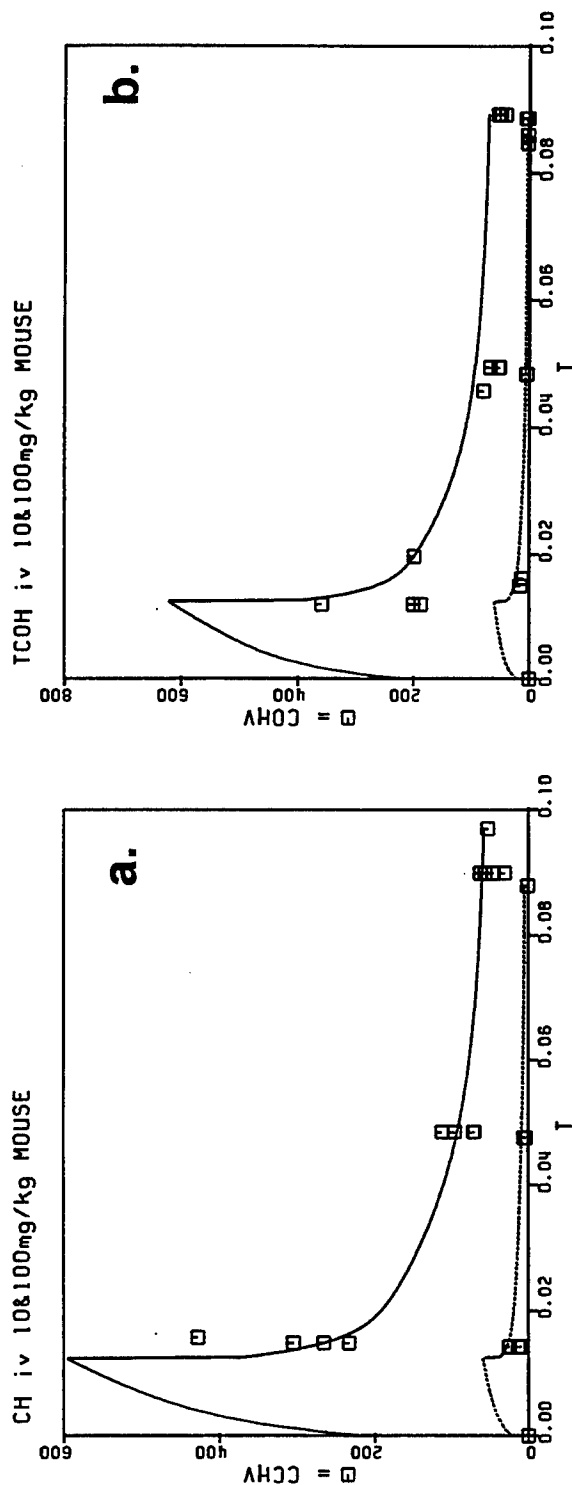 CH iv 10&100mg/kg MOUSE
a.
600
400
200
0
= CCHV
0.00 0.02 0.04 0.06 0.08 0.10
T
TCOH iv 10&100mg/kg MOUSE
b.
800
600
400
200
0
= COHV
0.00 0.02 0.04 0.06 0.08 0.10
T